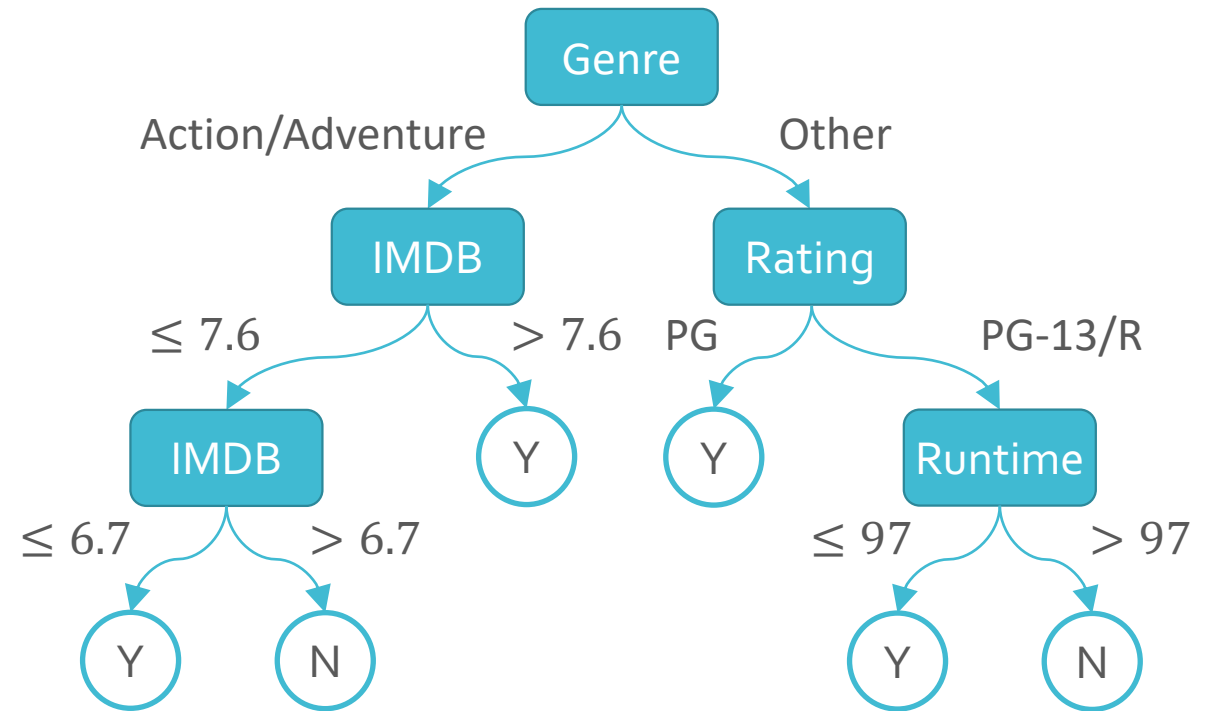 Genre
Action/Adventure Other
IMDB Rating
≤ 7.6 > 7.6 PG PG-13/R
IMDB Y Y Runtime
≤ 6.7 > 6.7 ≤ 97 > 97
Y N Y N